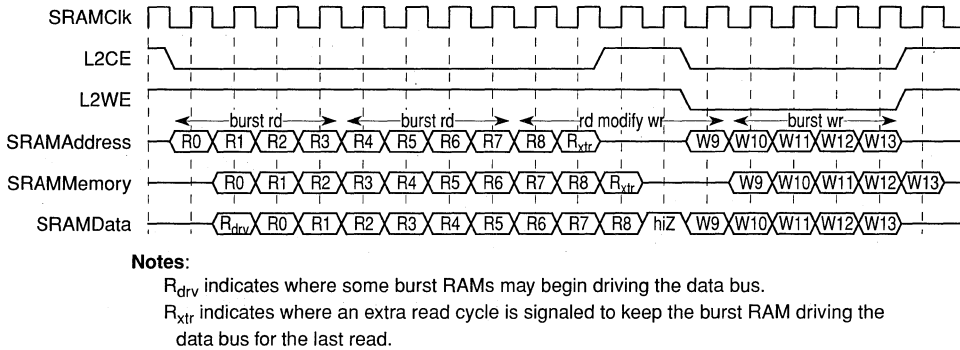 SRAMClk
L2CE
L2WE
burst rd burst rd rd modify wr burst wr
SRAMAddress R0 R1 R2 R3 R4 R5 R6 R7 R8 Rxtr W9 W10 W11 W12 W13
SRAMMemory R0 R1 R2 R3 R4 R5 R6 R7 R8 Rxtr W9 W10 W11 W12 W13
SRAMData Rdrv R0 R1 R2 R3 R4 R5 R6 R7 R8 hiZ W9 W10 W11 W12 W13
Notes:
Rdrv indicates where some burst RAMs may begin driving the data bus.
Rxtr indicates where an extra read cycle is signaled to keep the burst RAM driving the
data bus for the last read.